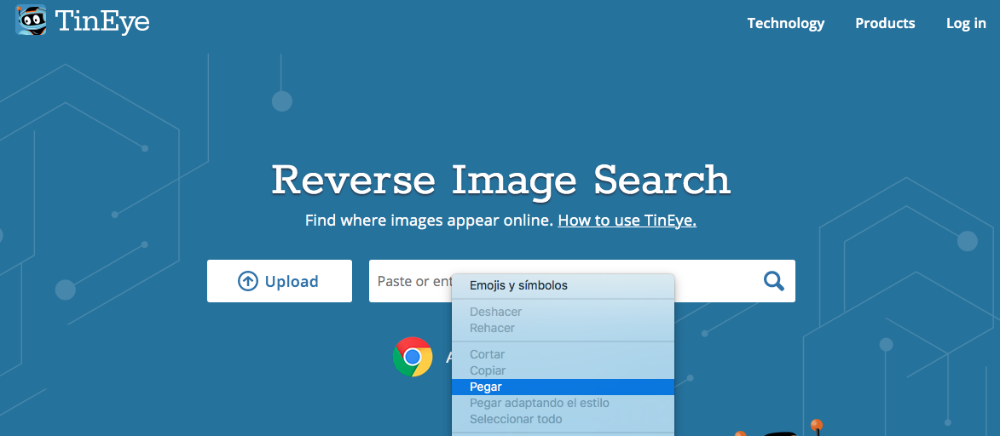 TinEye
Technology Products Log in
Reverse Image Search
Find where images appear online. How to use TinEye.
Upload
Paste or ent
Emojis y símbolos
Deshacer
Rehacer
A
Cortar
Copiar
Pegar
Pegar adaptando el estilo
Seleccionar todo